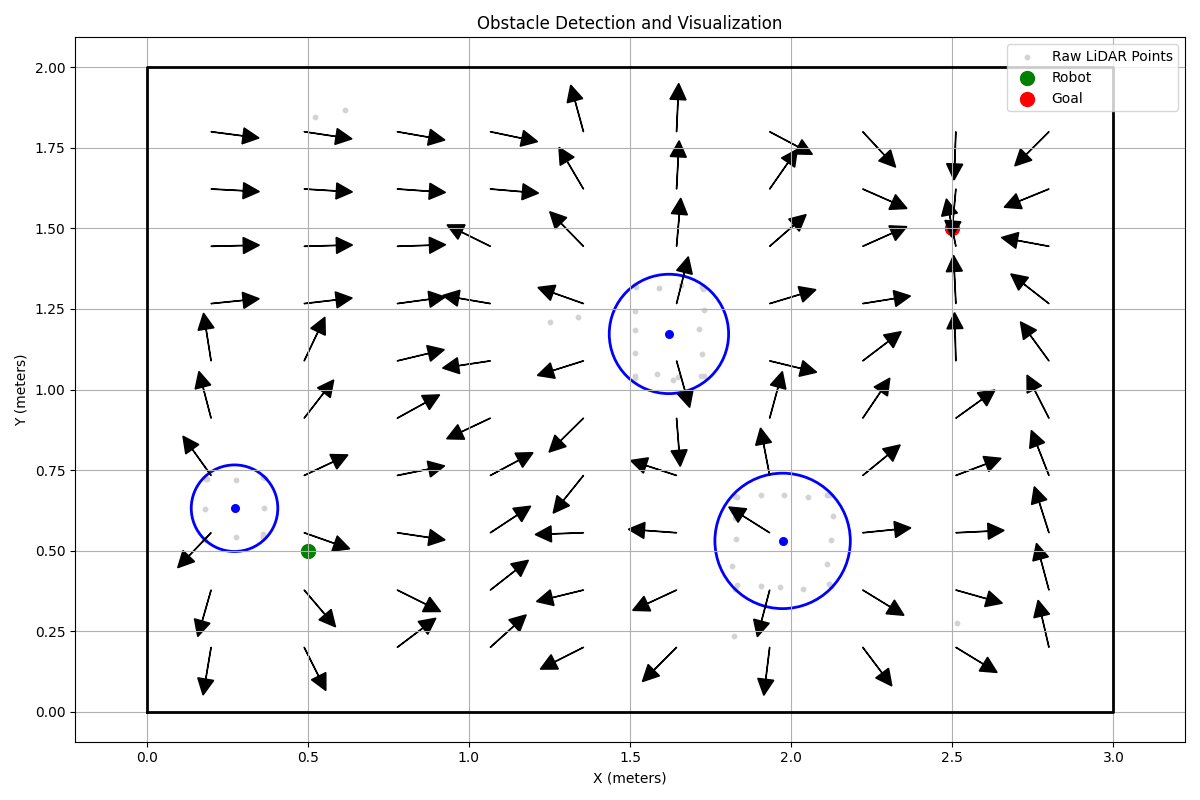 Obstacle Detection and Visualization
Raw LiDAR Points
Robot
Goal
Y (meters)
2.00
1.75
1.50
1.25
1.00
0.75
0.50
0.25
0.00
0.0 0.5 1.0 1.5 2.0 2.5 3.0
X (meters)